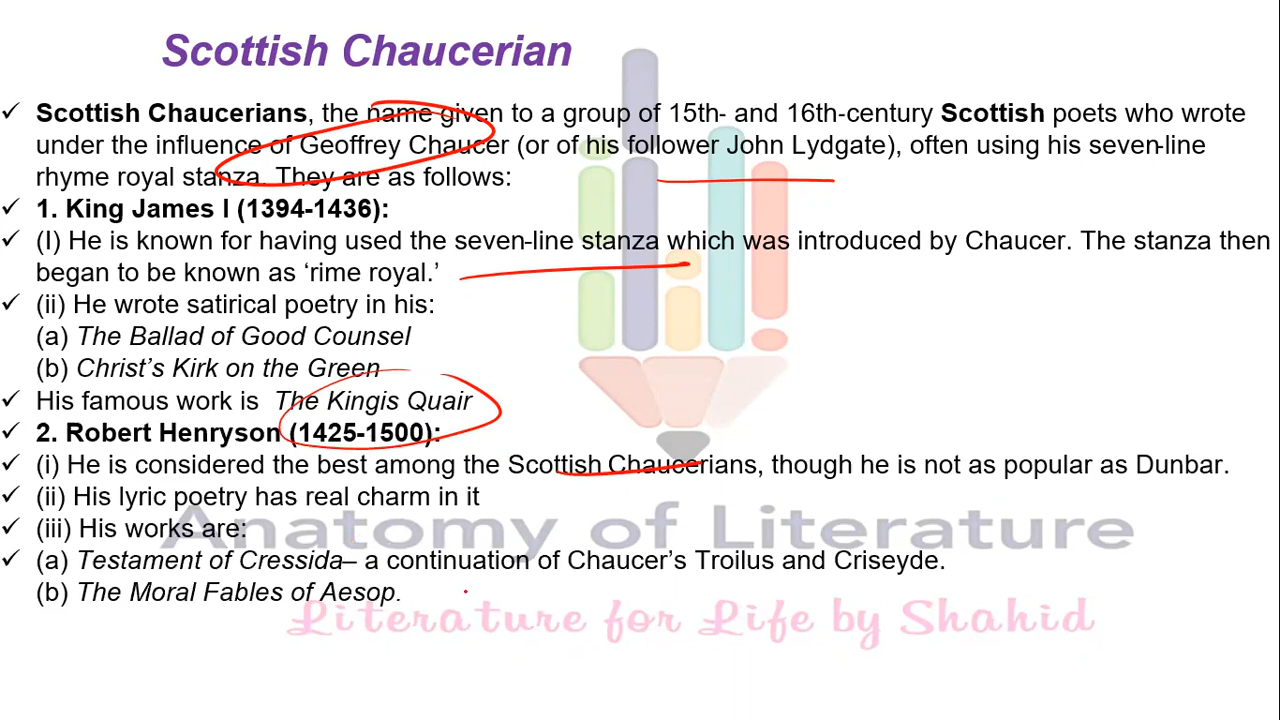 Scottish Chaucerian
✓ Scottish Chaucerians, the name given to a group of 15th- and 16th-century Scottish poets who wrote
under the influence of Geoffrey Chaucer (or of his follower John Lydgate), often using his seven-line
rhyme royal stanza. They are as follows:
✓ 1. King James I (1394-1436):
✓ (I) He is known for having used the seven-line stanza which was introduced by Chaucer. The stanza then
began to be known as ‘rime royal.’
✓ (ii) He wrote satirical poetry in his:
(a) The Ballad of Good Counsel
(b) Christ’s Kirk on the Green
✓ His famous work is The Kingis Quair
✓ 2. Robert Henryson (1425-1500):
✓ (i) He is considered the best among the Scottish Chaucerians, though he is not as popular as Dunbar.
✓ (ii) His lyric poetry has real charm in it
✓ (iii) His works are:
Anatomy of Literature
✓ (a) Testament of Cressida– a continuation of Chaucer’s Troilus and Criseyde.
(b) The Moral Fables of Aesop.
Literature for Life by Shahid